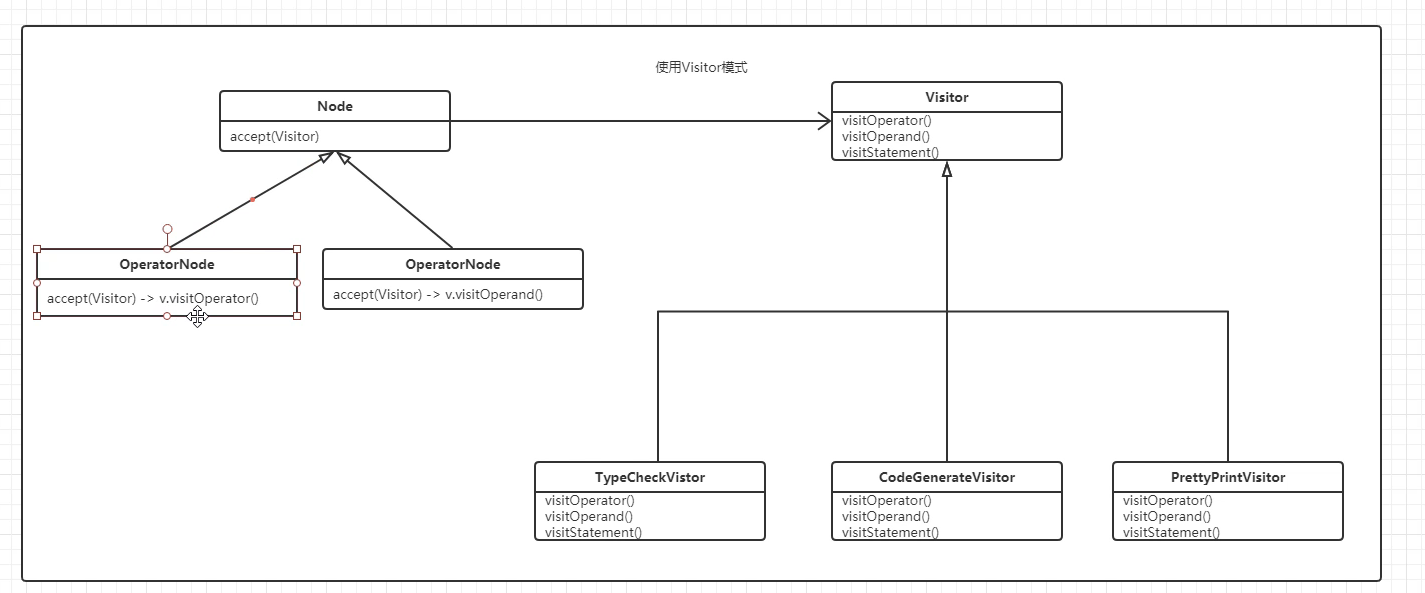 使用Visitor模式
Node
accept(Visitor)
Visitor
visitOperator()
visitOperand()
visitStatement()
OperatorNode
accept(Visitor) -> v.visitOperator()
OperatorNode
accept(Visitor) -> v.visitOperand()
TypeCheckVistor
visitOperator()
visitOperand()
visitStatement()
CodeGenerateVisitor
visitOperator()
visitOperand()
visitStatement()
PrettyPrintVisitor
visitOperator()
visitOperand()
visitStatement()